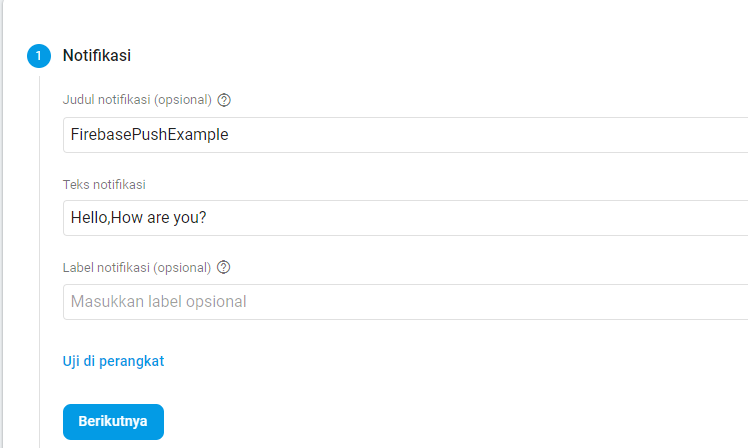 1 Notifikasi
Judul notifikasi (opsional) ?
FirebasePushExample
Teks notifikasi
Hello,How are you?
Label notifikasi (opsional) ?
Masukkan label opsional
Uji di perangkat
Berikutnya